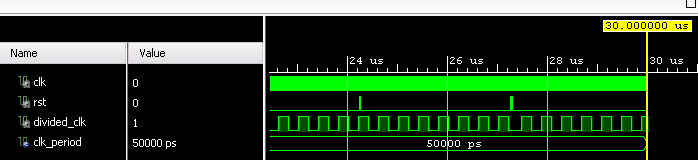 30.000000 us
Name Value
24 us 26 us 28 us 30 us
clk 0
rst 0
divided_clk 1
clk_period 50000 ps 50000 ps